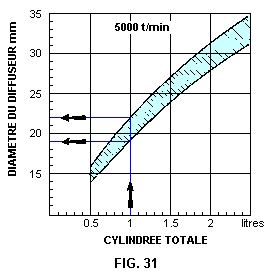 35
5000 t/min
30
25
20
15
DIAMETRE DU DIFFUSEUR mm
0.5 1 1.5 2 litres
CYLINDREE TOTALE
FIG. 31